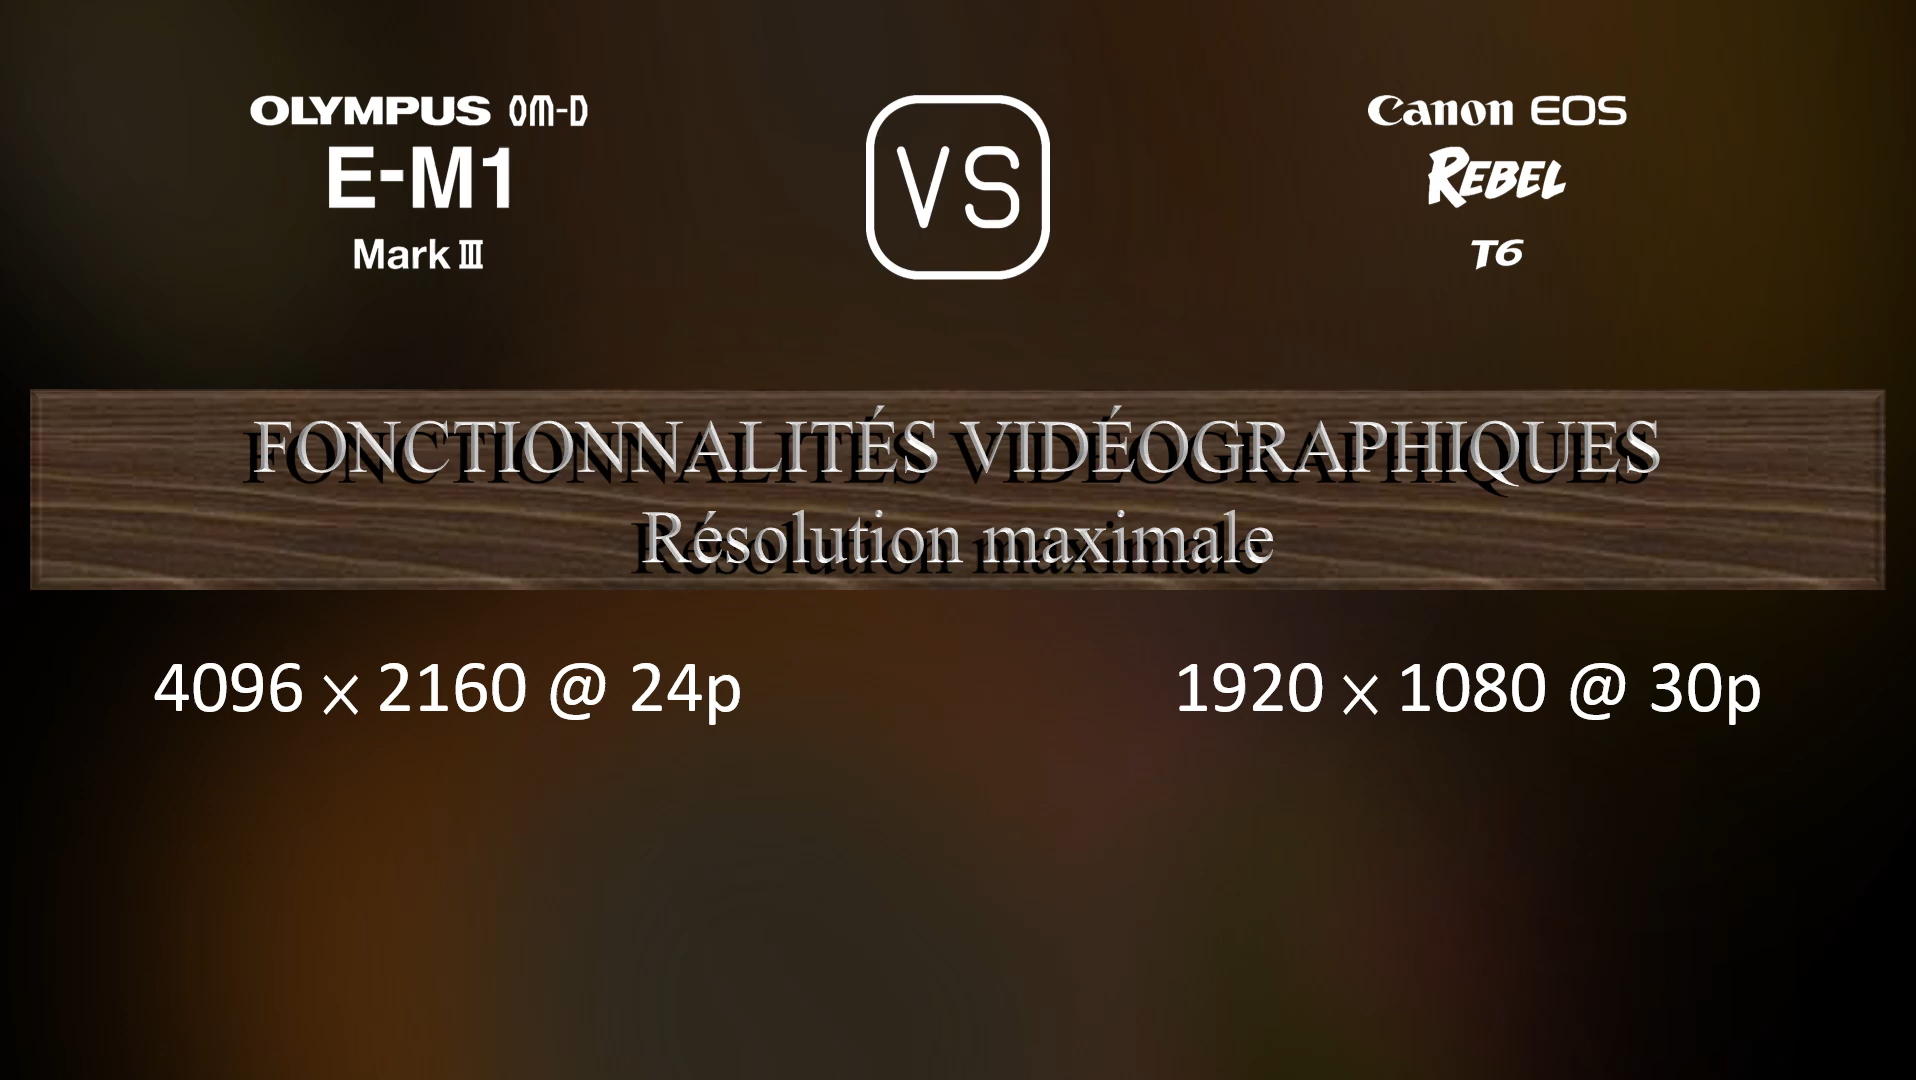 OLYMPUS OM-D
E-M1
Mark III
VS
Canon EOS
REBEL
T6
FONCTIONNALITÉS VIDÉOGRAPHIQUES
Résolution maximale
4096 x 2160 @ 24p
1920 x 1080 @ 30p